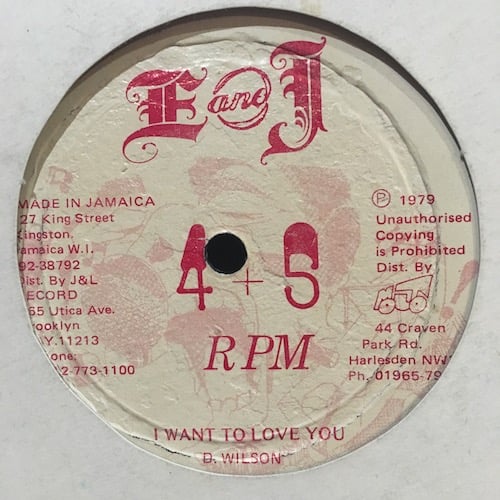 E and J
MADE IN JAMAICA
27 King Street
Kingston,
Jamaica W.I.
92-38792
Dist. By J&L
RECORD
65 Utica Ave.
Brooklyn
N.Y. 11213
2-773-1100
℗ 1979
Unauthorised
Copying
is Prohibited
Dist. By
44 Craven
Park Rd.
Harlesden NW
Ph. 01965-79
4+5
RPM
I WANT TO LOVE YOU
D. WILSON